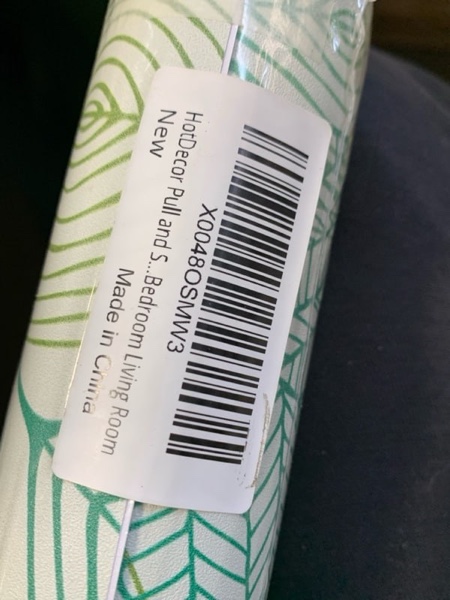 X0048OSMW3
HotDecor Pull and S...Bedroom Living Room
New
Made in China